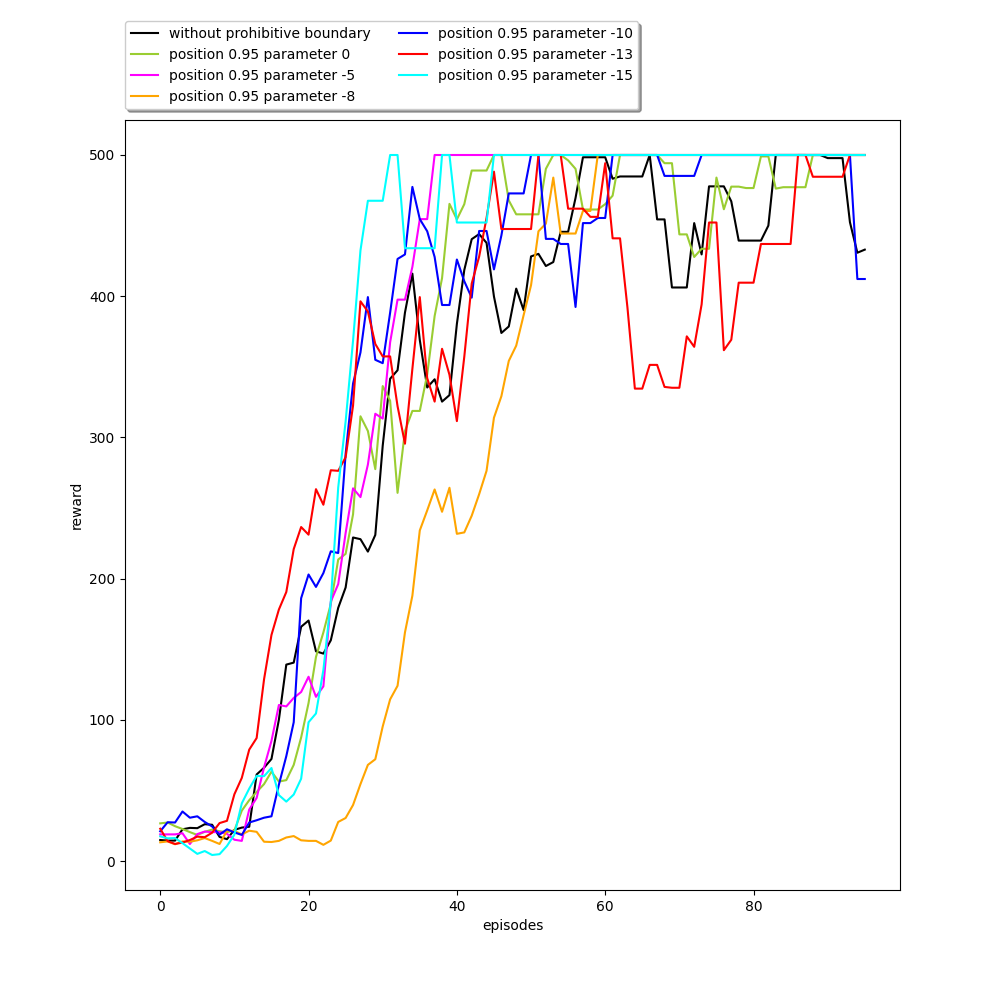 without prohibitive boundary
position 0.95 parameter 0
position 0.95 parameter -5
position 0.95 parameter -8
position 0.95 parameter -10
position 0.95 parameter -13
position 0.95 parameter -15
500
400
300
200
100
0
reward
0 20 40 60 80
episodes